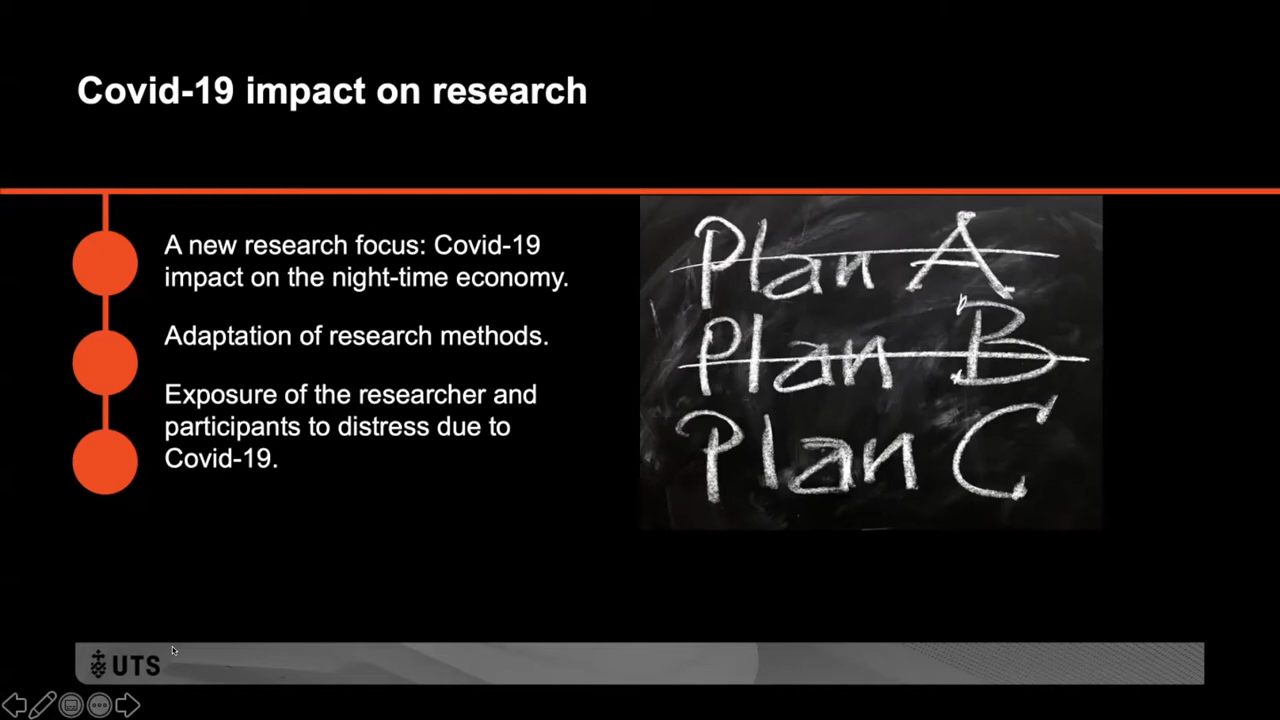 Covid-19 impact on research
A new research focus: Covid-19
impact on the night-time economy.
Adaptation of research methods.
Exposure of the researcher and
participants to distress due to
Covid-19.
Plan A
Plan B
Plan C
UTS